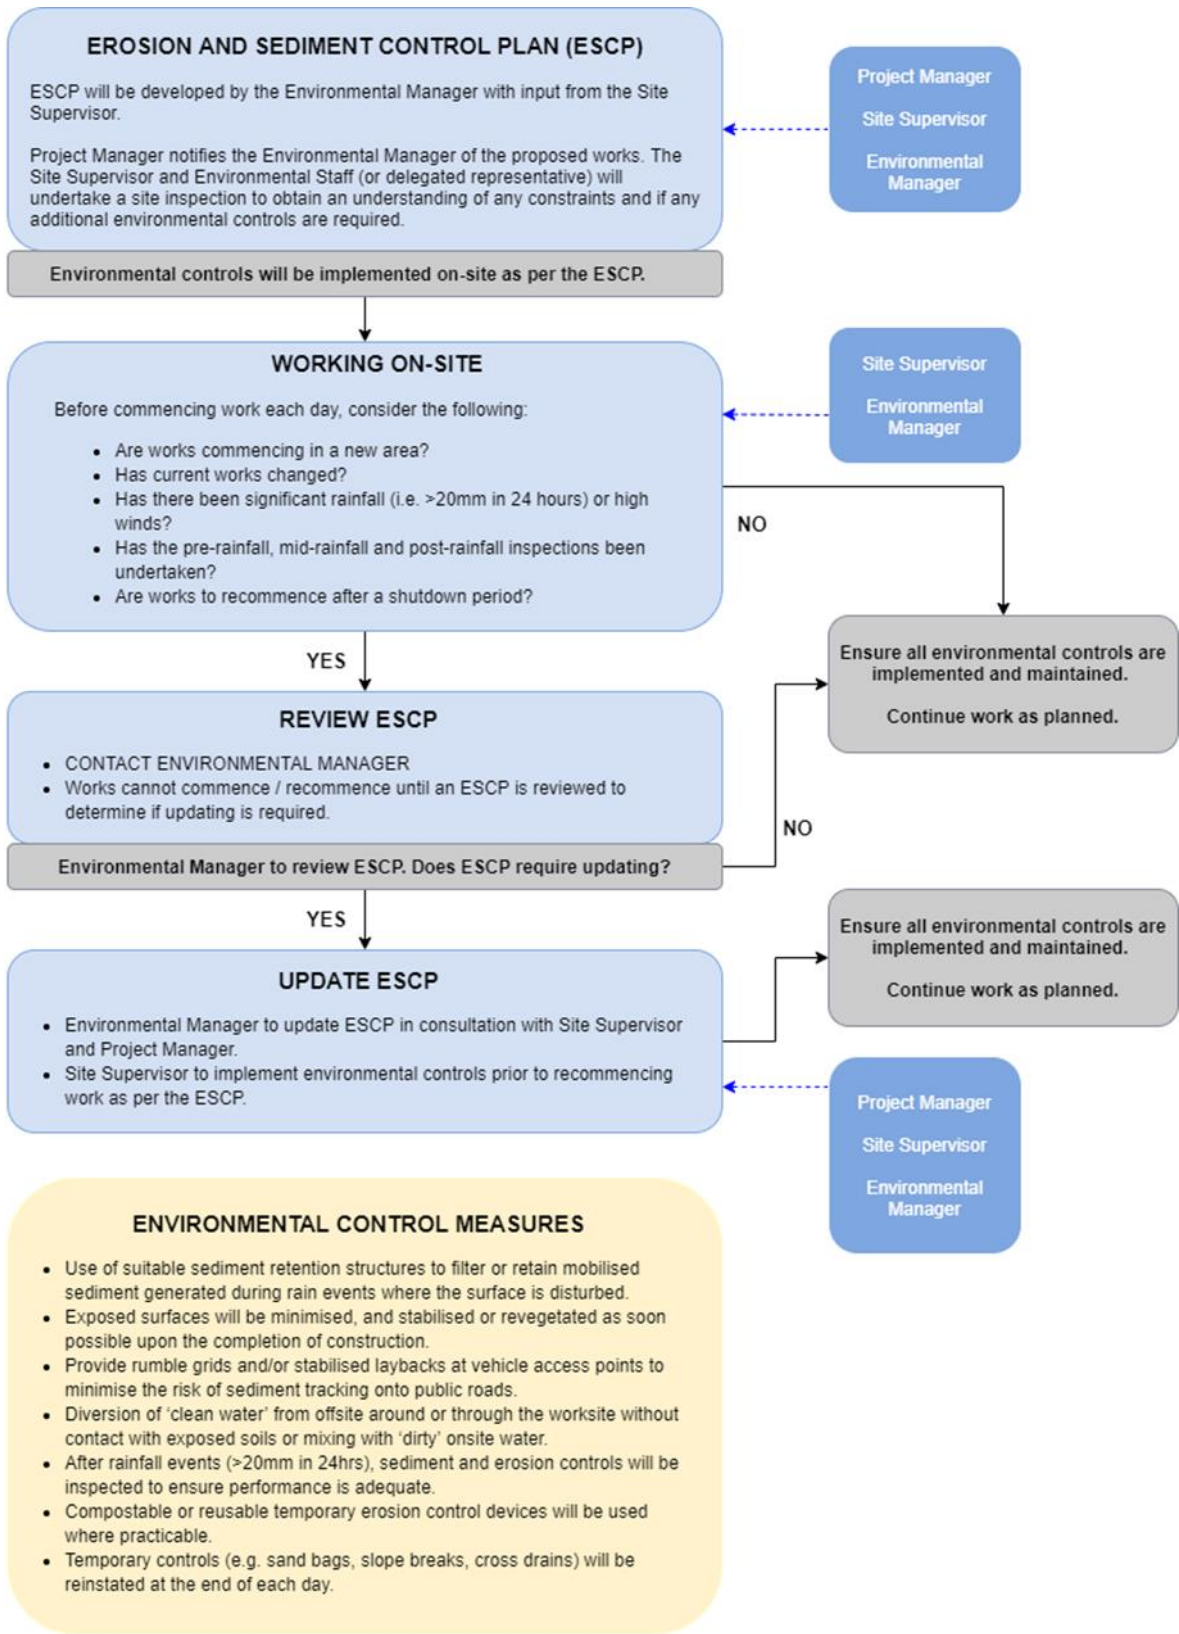 EROSION AND SEDIMENT CONTROL PLAN (ESCP)
ESCP will be developed by the Environmental Manager with input from the Site
Supervisor.
Project Manager notifies the Environmental Manager of the proposed works. The
Site Supervisor and Environmental Staff (or delegated representative) will
undertake a site inspection to obtain an understanding of any constraints and if any
additional environmental controls are required.
Project Manager
Site Supervisor
Environmental
Manager
Environmental controls will be implemented on-site as per the ESCP.
WORKING ON-SITE
Before commencing work each day, consider the following:
• Are works commencing in a new area?
• Has current works changed?
• Has there been significant rainfall (i.e. >20mm in 24 hours) or high
winds?
• Has the pre-rainfall, mid-rainfall and post-rainfall inspections been
undertaken?
• Are works to recommence after a shutdown period?
Site Supervisor
Environmental
Manager
NO
YES
Ensure all environmental controls are
implemented and maintained.
Continue work as planned.
REVIEW ESCP
• CONTACT ENVIRONMENTAL MANAGER
• Works cannot commence / recommence until an ESCP is reviewed to
determine if updating is required.
Environmental Manager to review ESCP. Does ESCP require updating?
NO
YES
Ensure all environmental controls are
implemented and maintained.
Continue work as planned.
UPDATE ESCP
• Environmental Manager to update ESCP in consultation with Site Supervisor
and Project Manager.
• Site Supervisor to implement environmental controls prior to recommencing
work as per the ESCP.
Project Manager
Site Supervisor
Environmental
Manager
ENVIRONMENTAL CONTROL MEASURES
• Use of suitable sediment retention structures to filter or retain mobilised
sediment generated during rain events where the surface is disturbed.
• Exposed surfaces will be minimised, and stabilised or revegetated as soon
possible upon the completion of construction.
• Provide rumble grids and/or stabilised laybacks at vehicle access points to
minimise the risk of sediment tracking onto public roads.
• Diversion of ‘clean water’ from offsite around or through the worksite without
contact with exposed soils or mixing with ‘dirty’ onsite water.
• After rainfall events (>20mm in 24hrs), sediment and erosion controls will be
inspected to ensure performance is adequate.
• Compostable or reusable temporary erosion control devices will be used
where practicable.
• Temporary controls (e.g. sand bags, slope breaks, cross drains) will be
reinstated at the end of each day.